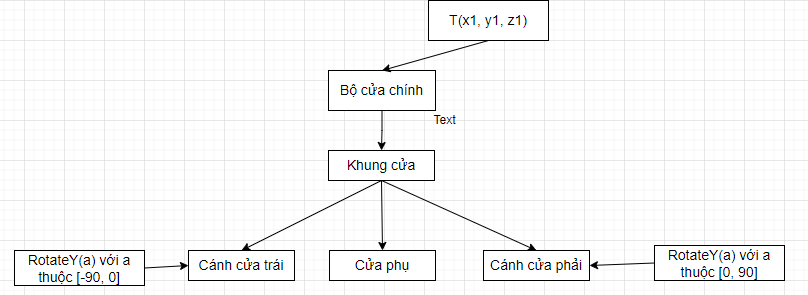 T(x1, y1, z1)
Bộ cửa chính
Text
Khung cửa
RotateY(a) với a
thuộc [-90, 0]
Cánh cửa trái
Cửa phụ
Cánh cửa phải
RotateY(a) với a
thuộc [0, 90]